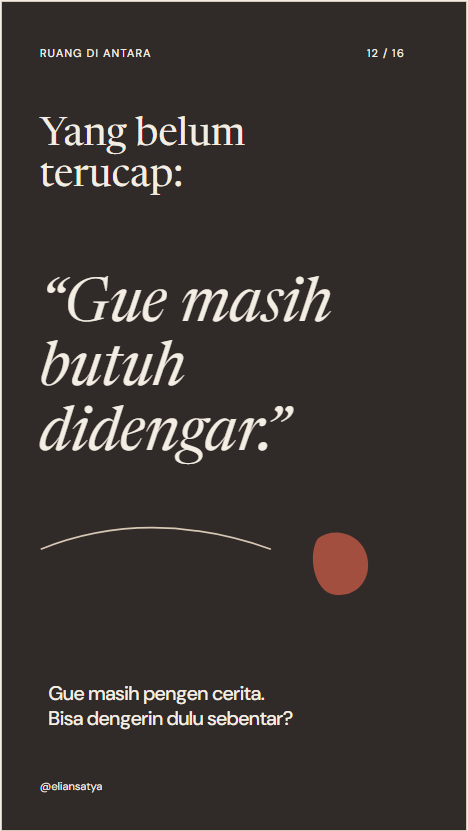 RUANG DI ANTARA
12 / 16
Yang belum
terucap:
“Gue masih
butuh
didengar.”
Gue masih pengen cerita.
Bisa dengerin dulu sebentar?
@eliansatya